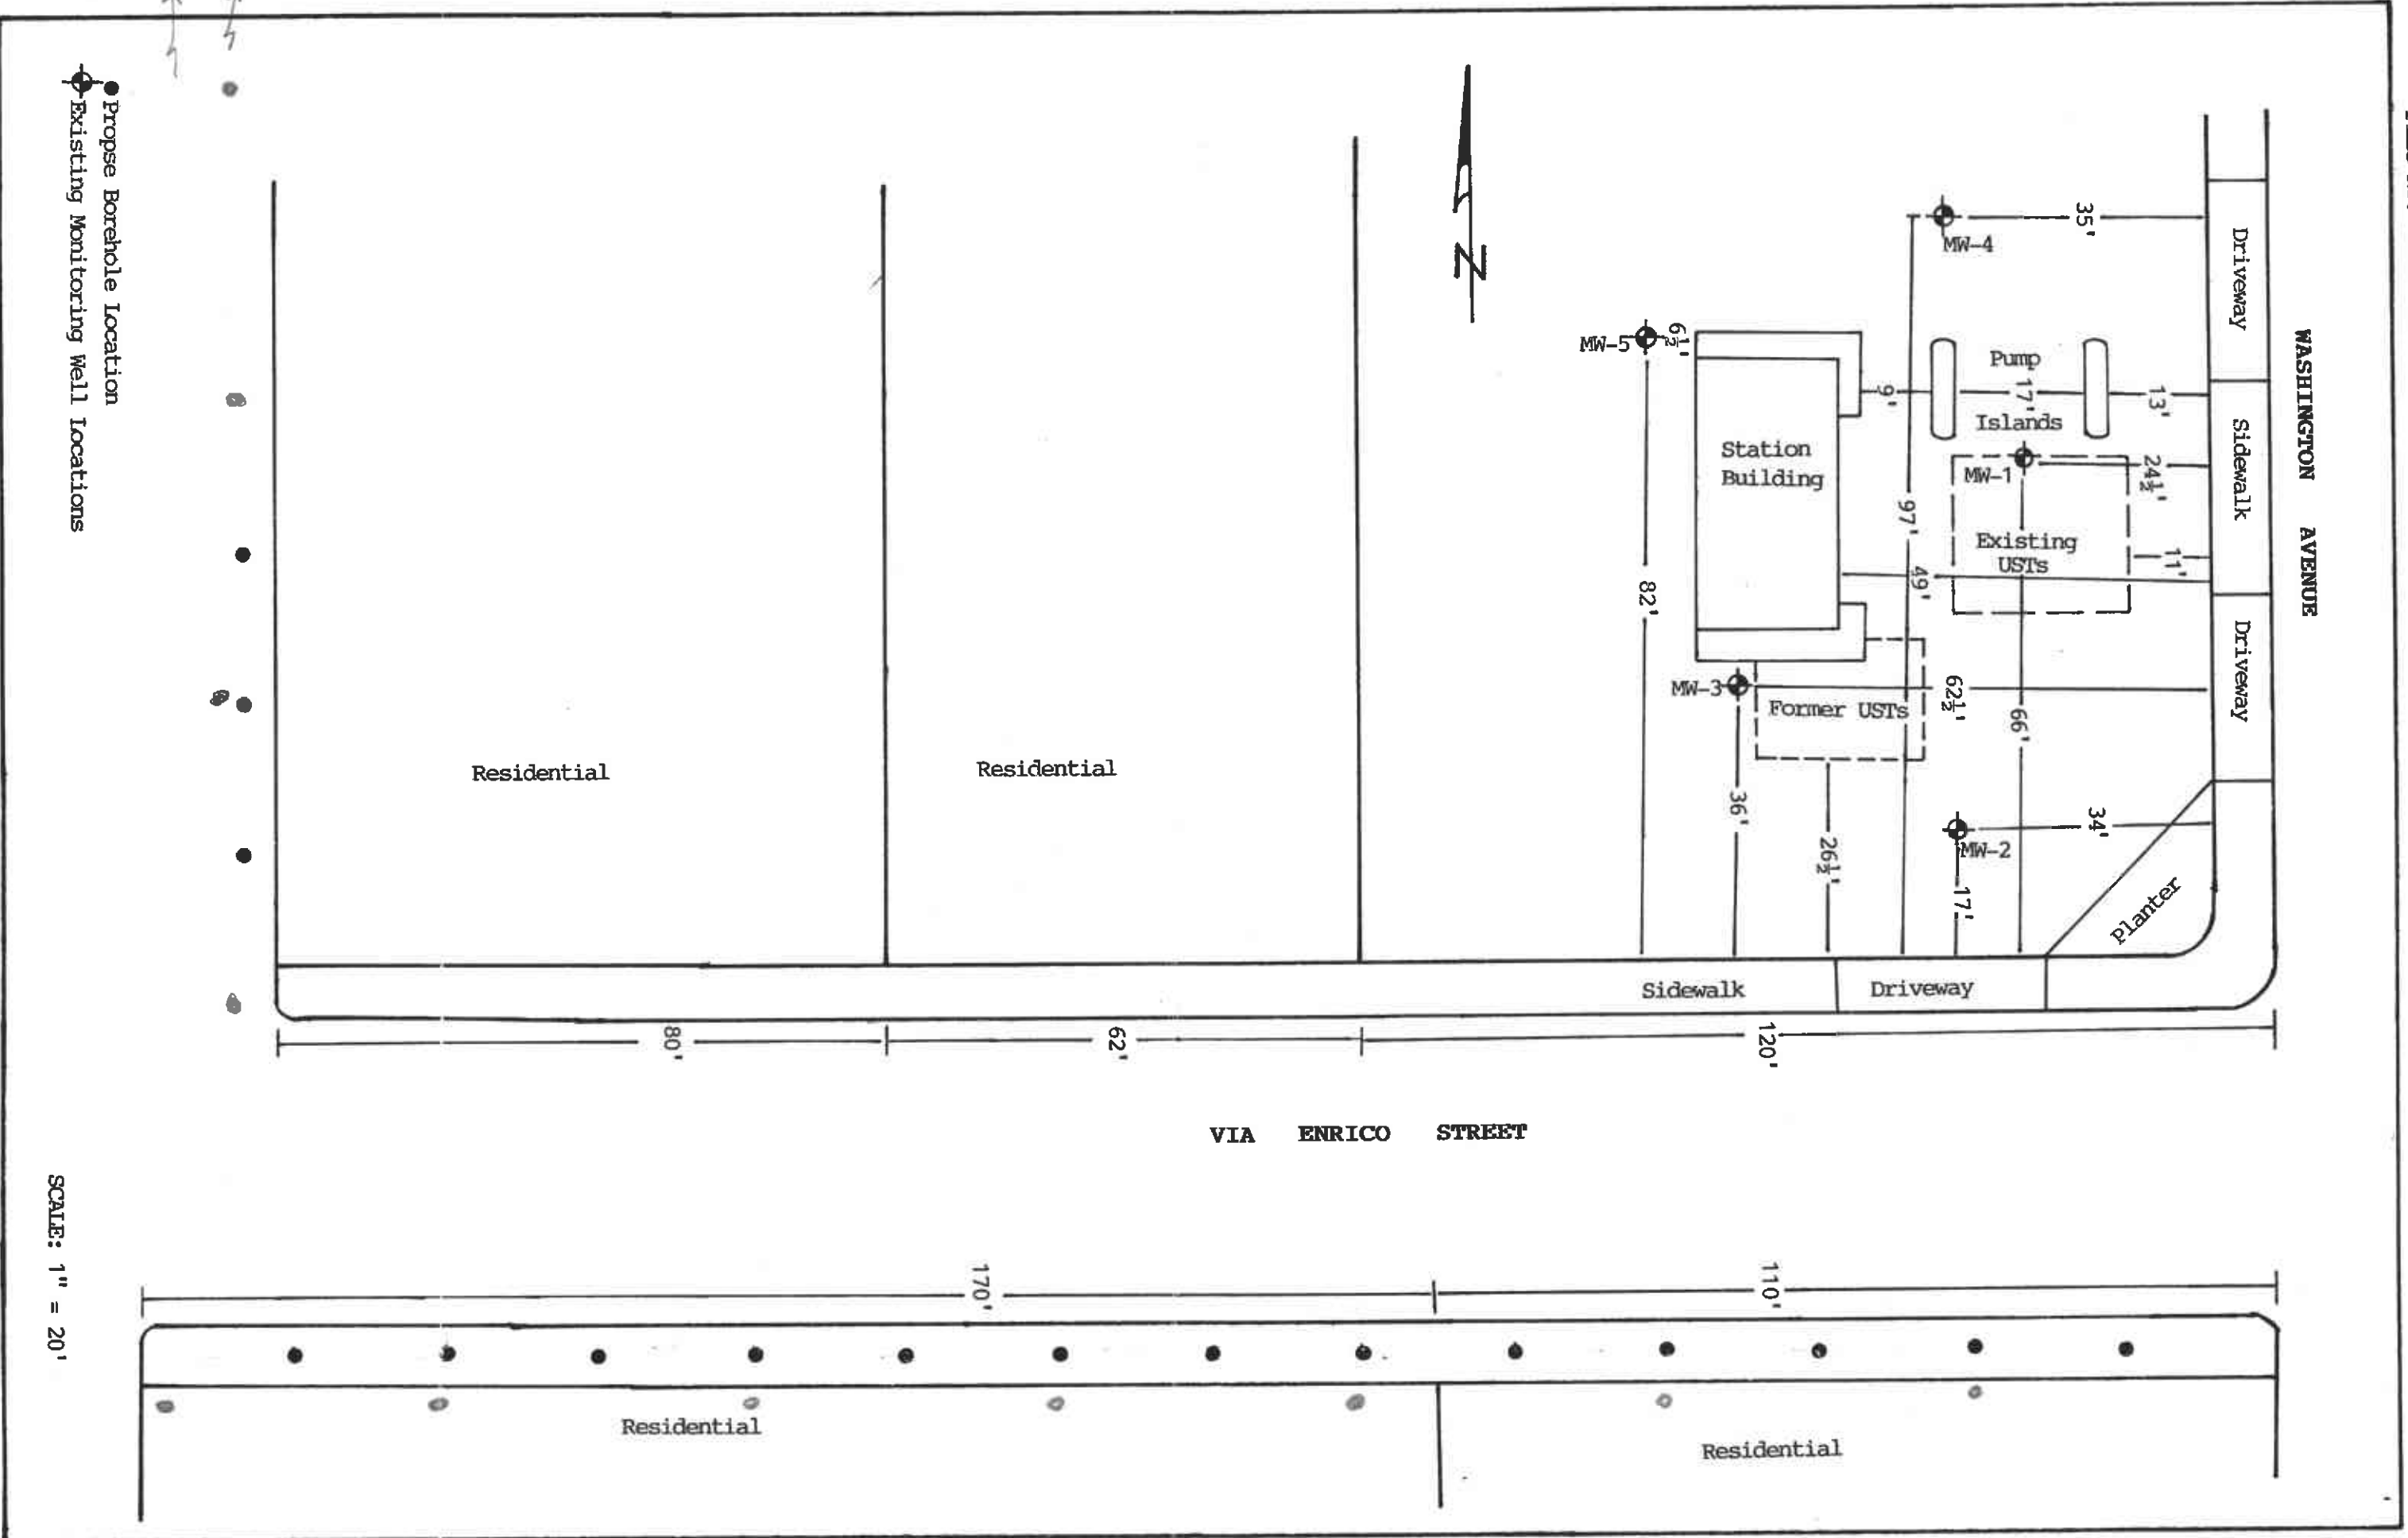 ● Propse Borehole Location
Existing Monitoring Well Locations
N
WASHINGTON AVENUE
Driveway
Sidewalk
Driveway
35'
MW-4
MW-5
6½'
Pump
Islands
9'
17'
13'
Station
Building
MW-1
24½'
97'
Existing
USTs
11'
49'
82'
MW-3
62½'
Former USTs
66'
36'
26½'
34'
MW-2
17'
Planter
Residential
Residential
Sidewalk
Driveway
80'
62'
120'
VIA ENRICO STREET
SCALE: 1" = 20'
170'
110'
Residential
Residential